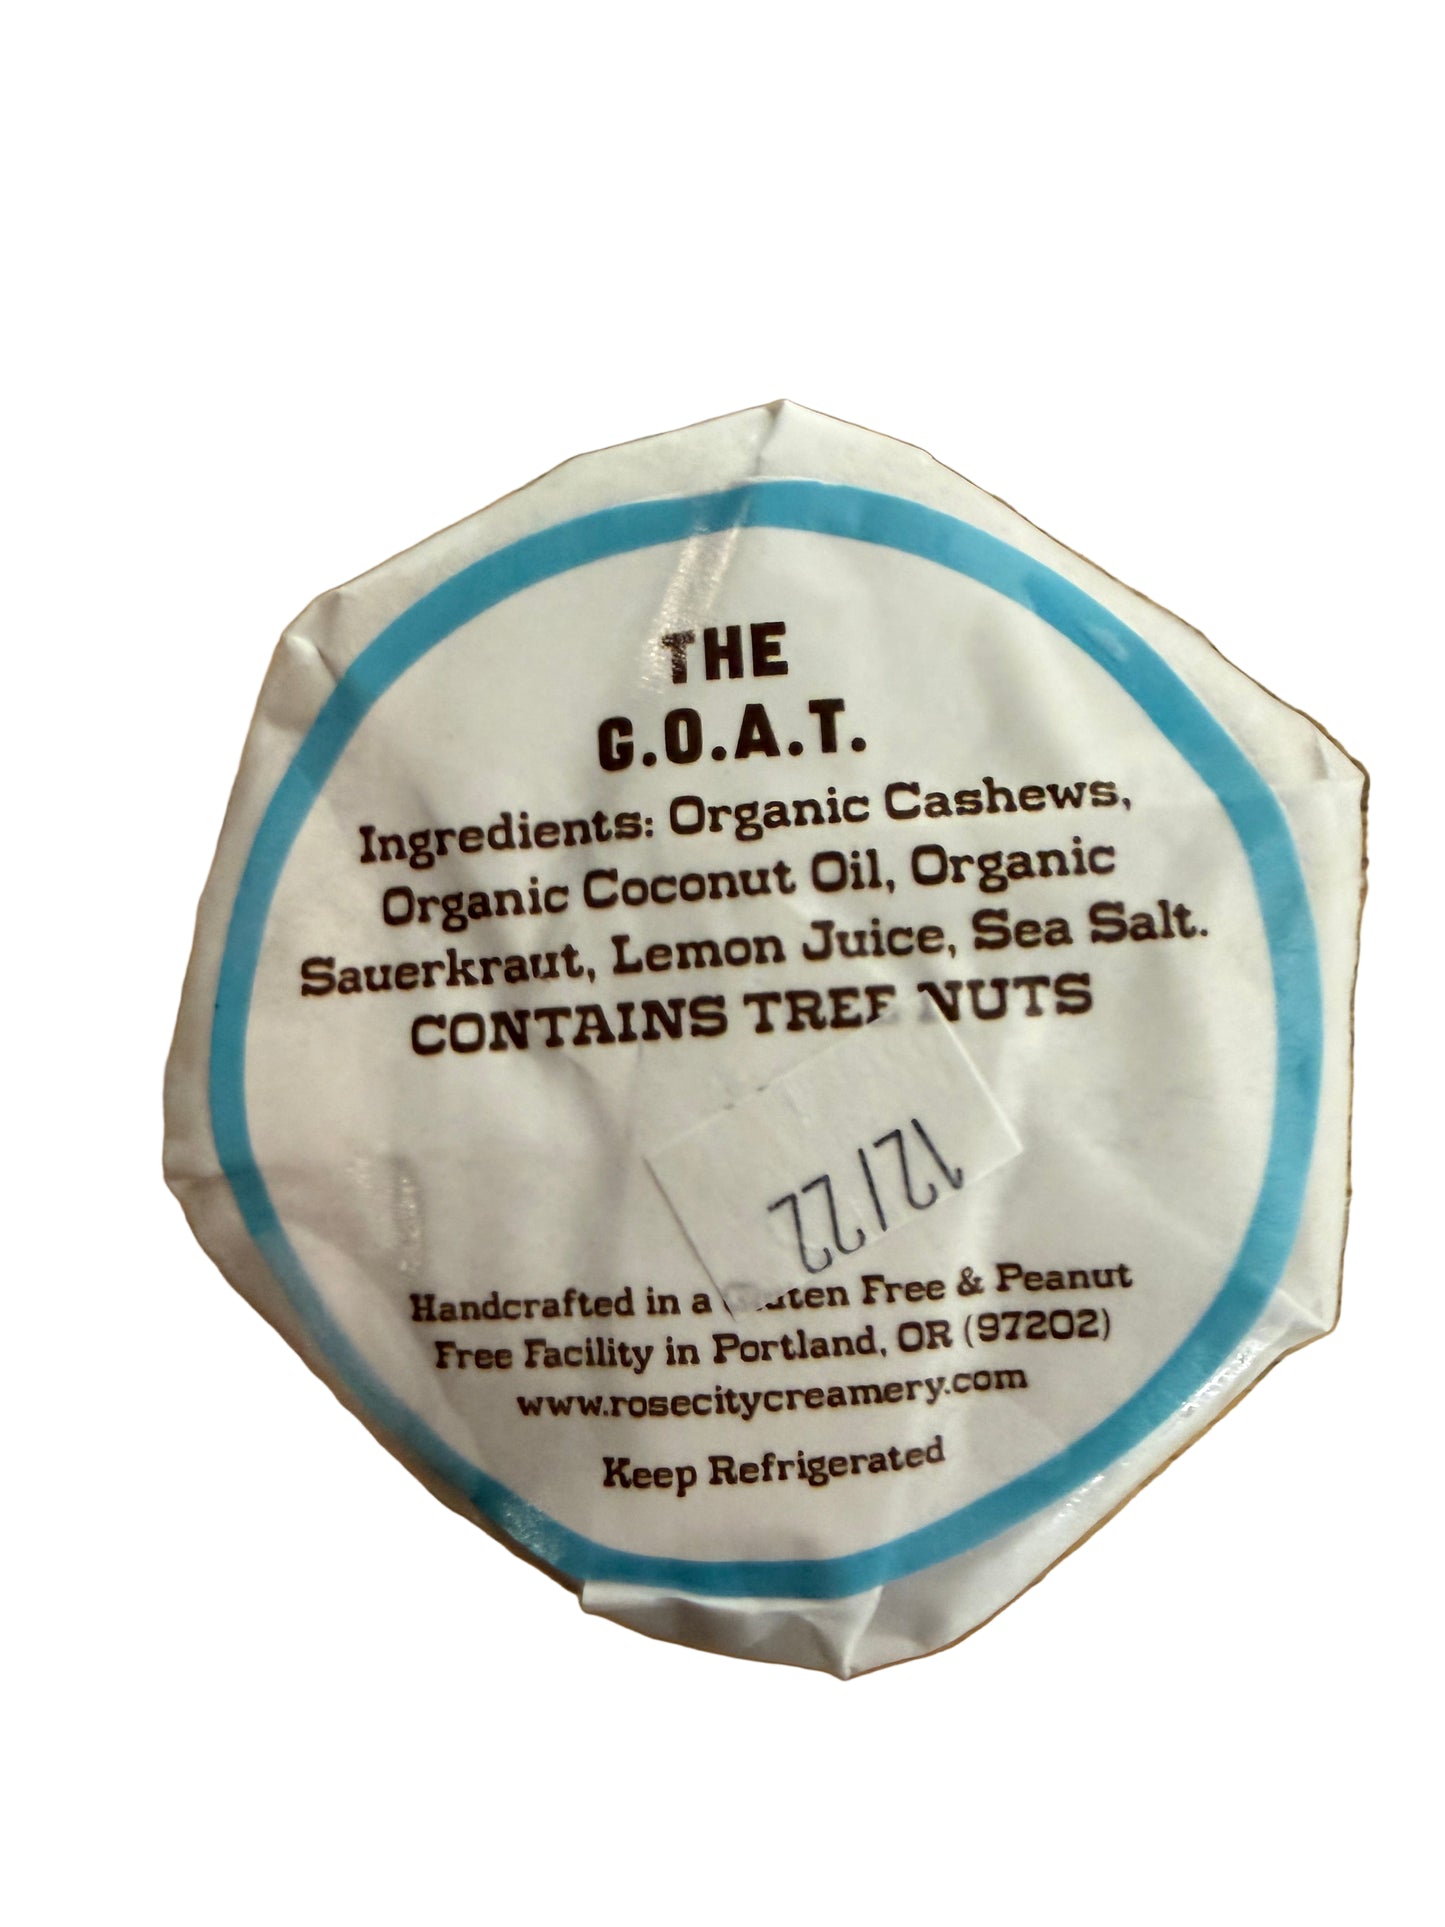 THE
G.O.A.T.
Ingredients: Organic Cashews,
Organic Coconut Oil, Organic
Sauerkraut, Lemon Juice, Sea Salt.
CONTAINS TREE NUTS
12/22
Handcrafted in a Gluten Free & Peanut
Free Facility in Portland, OR (97202)
www.rosecitycreamery.com
Keep Refrigerated